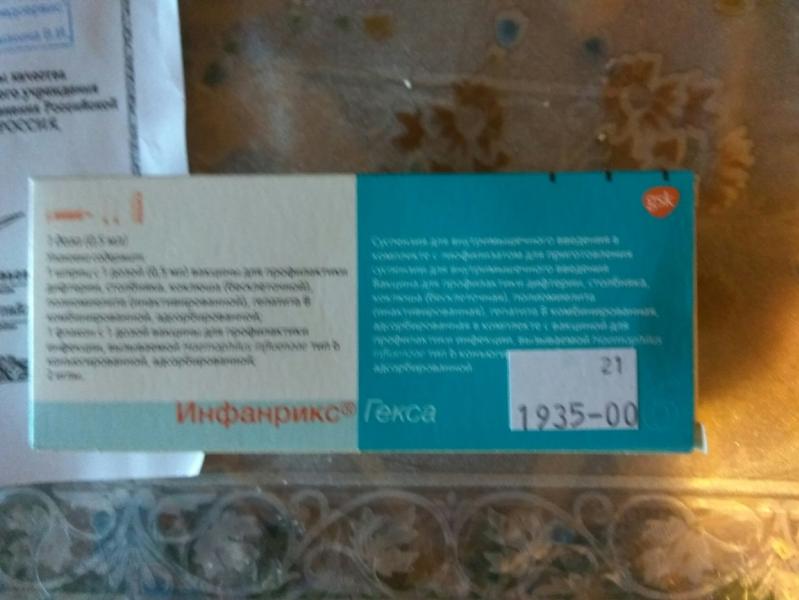 качества
учреждения
Российской
РОССИЯ,
1 доза (0,5 мл)
1 шприц с 1 дозой (0,5 мл) вакцины для профилактики
дифтерии, столбняка, коклюша (бесклеточной),
полиомиелита (инактивированной), гепатита B
комбинированной, адсорбированной,
1 флакон с 1 дозой вакцины для профилактики
инфекции, вызываемой Haemophilus influenzae тип b
конъюгированной, адсорбированной,
2 иглы.
Инфанрикс® Гекса
gsk
Суспензия для внутримышечного введения в
комплекте с лиофилизатом для приготовления
суспензии для внутримышечного введения
Вакцина для профилактики дифтерии, столбняка,
коклюша (бесклеточная), полиомиелита
(инактивированная), гепатита B комбинированная,
адсорбированная в комплекте с вакциной для
профилактики инфекции, вызываемой Haemophilus
influenzae тип b
адсорбированной
21
1935-00